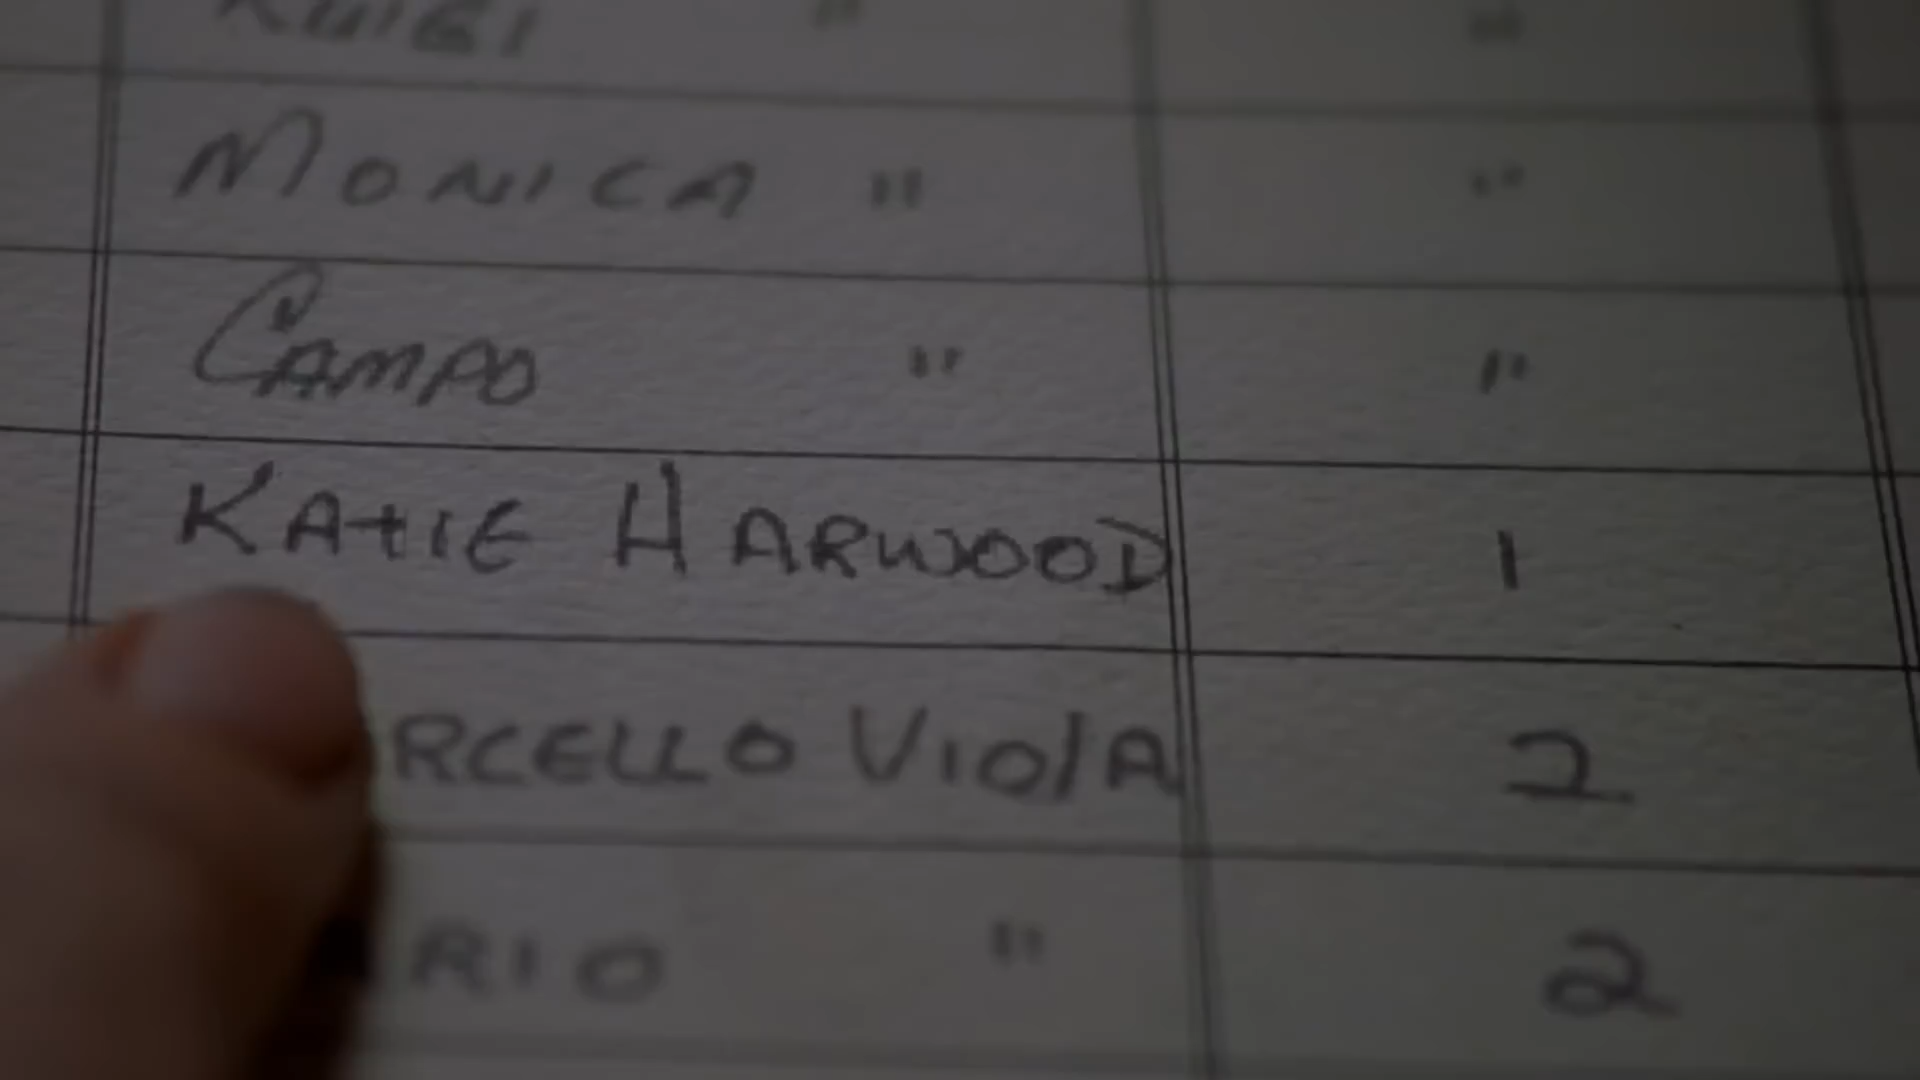 "
MONICA " "
CAMPO " "
KATIE HARWOOD 1
RCELLO VIOLA 2
RIO " 2